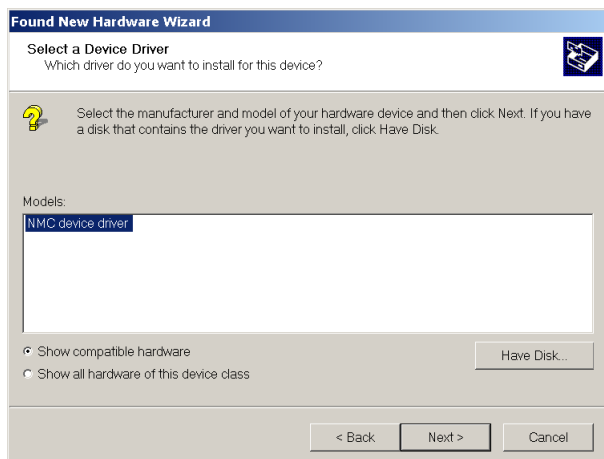 Found New Hardware Wizard
Select a Device Driver
Which driver do you want to install for this device?
Select the manufacturer and model of your hardware device and then click Next. If you have
a disk that contains the driver you want to install, click Have Disk.
Models:
NMC device driver
Show compatible hardware
Show all hardware of this device class
Have Disk...
< Back
Next >
Cancel